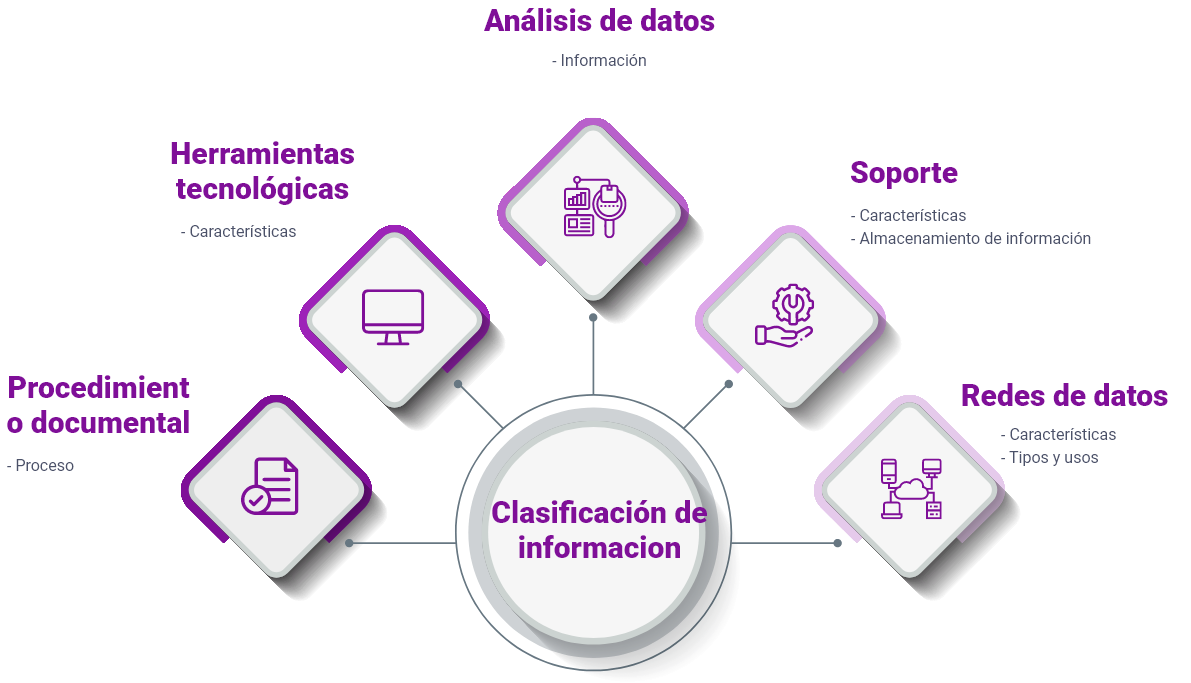 Análisis de datos
- Información
Herramientas
tecnológicas
- Características
Soporte
- Características
- Almacenamiento de información
Procedimient
o documental
- Proceso
Redes de datos
- Características
- Tipos y usos
Clasificación de
informacion